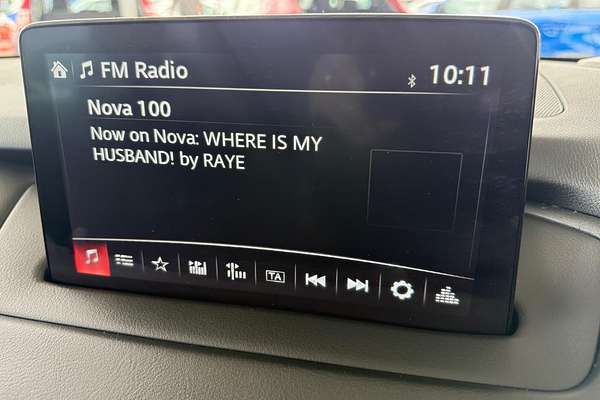 FM Radio
10:11
Nova 100
Now on Nova: WHERE IS MY
HUSBAND! by RAYE
TA